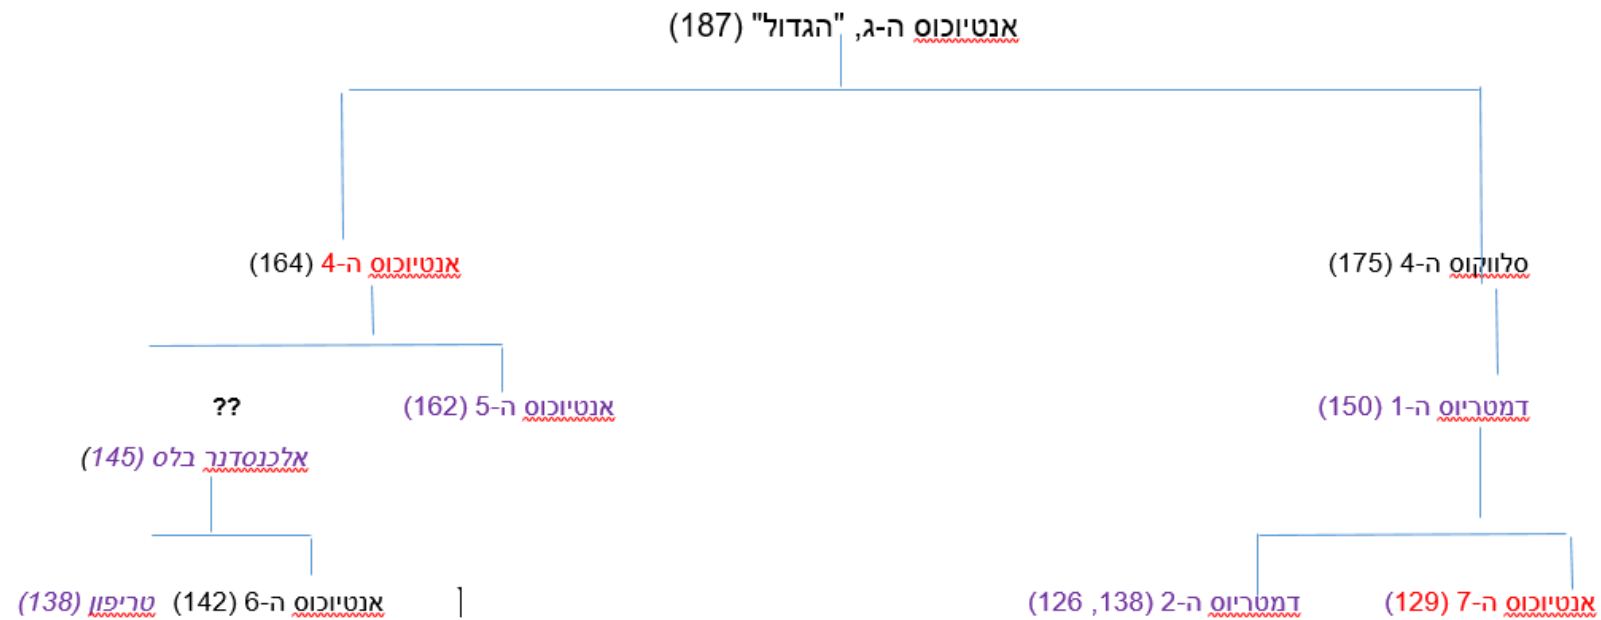 אנטיוכוס ה-ג, "הגדול" (187)
סלווקוס ה-4 (175)
אנטיוכוס ה-4 (164)
דמטריוס ה-1 (150)
אנטיוכוס ה-5 (162)
??
אלכנסדנר בלס (145)
אנטיוכוס ה-7 (129)
דמטריוס ה-2 (138, 126)
אנטיוכוס ה-6 (142)
טריפון (138)